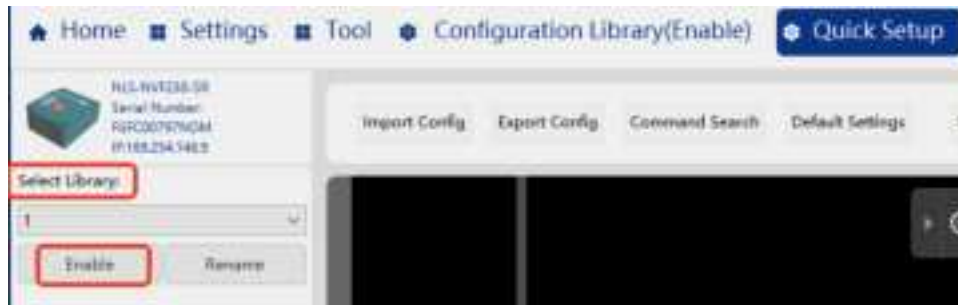 Home Settings Tool Configuration Library(Enable) Quick Setup
Serial Number:
Import Config Export Config Command Search Default Settings
Select Library:
1
Enable Rename